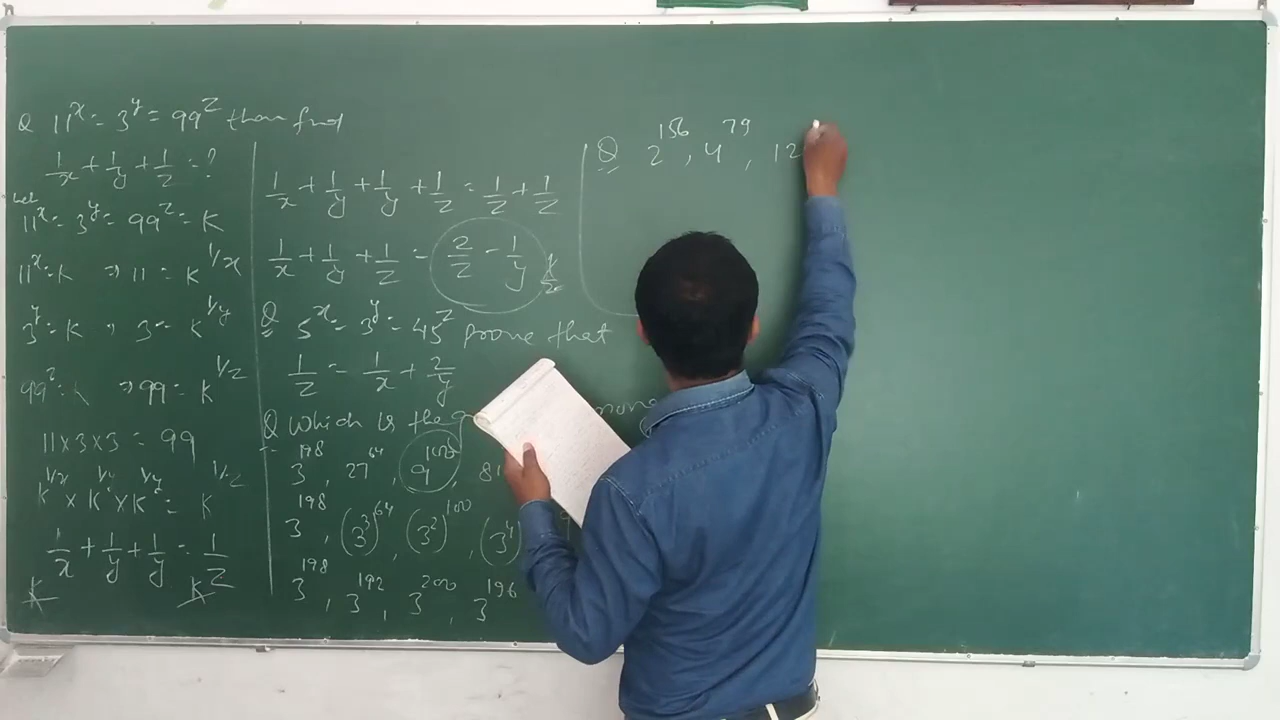 Q 11^x = 3^y = 99^z then find
1/x + 1/y + 1/z = ?
Let
11^x = 3^y = 99^z = K
11^x = K ⇒ 11 = K^1/x
3^y = K, 3 = K^1/y
99^z = K ⇒ 99 = K^1/z
11 x 3 x 3 = 99
K^1/x x K^1/y x K^1/y = K^1/z
1/x + 1/y + 1/y = 1/z
K K
1/x + 1/y + 1/y + 1/z = 1/z + 1/z
1/x + 1/y + 1/z = 2/z - 1/y
Q 5^x = 3^y = 45^z prove that
1/z = 1/x + 2/y
Q Which is the
3^198, 27^64, 9^100, 81
3^198, (3^3)^64, (3^2)^100, (3^4)
3^198, 3^192, 3^200, 3^196
Q 2^156, 4^79, 12